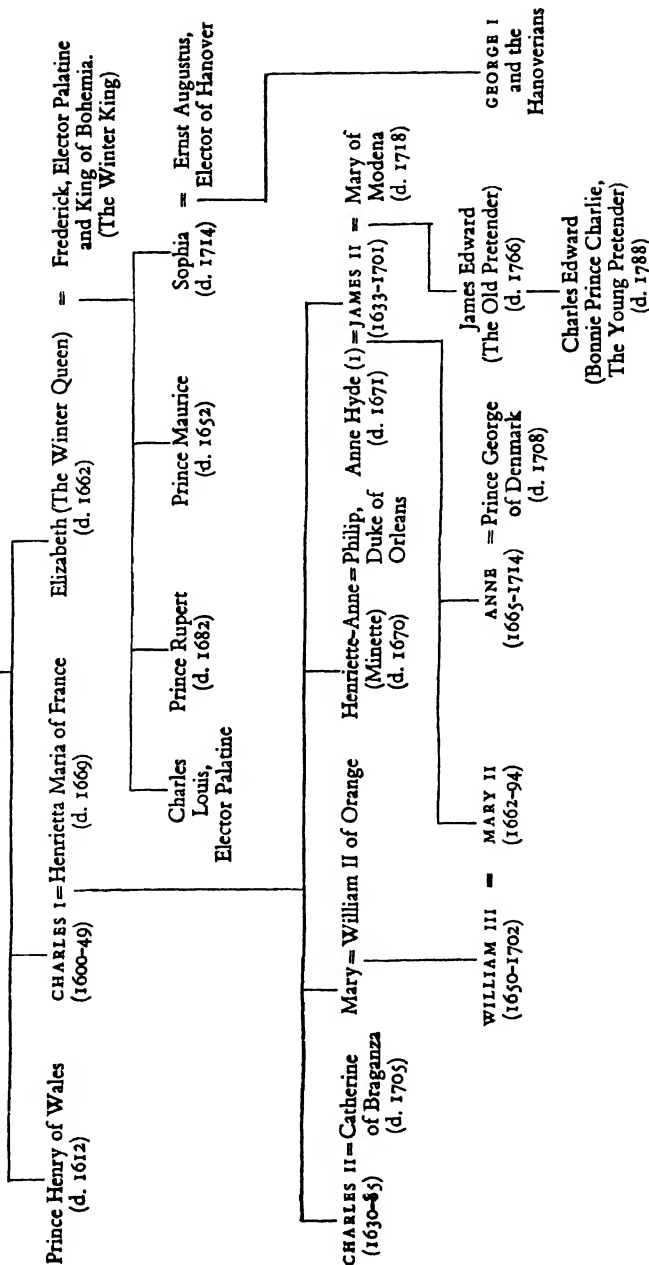 Prince Henry of Wales
(d. 1612)
CHARLES I = Henrietta Maria of France
(1600-49) (d. 1669)
Elizabeth (The Winter Queen) = Frederick, Elector Palatine
(d. 1662) and King of Bohemia.
(The Winter King)
Charles
Louis,
Elector Palatine
Prince Rupert
(d. 1682)
Prince Maurice
(d. 1652)
Sophia = Ernst Augustus,
(d. 1714) Elector of Hanover
CHARLES II = Catherine
(1630-85) of Braganza
(d. 1705)
Mary = William II of Orange
Henriette-Anne = Philip,
(Minette) Duke of
(d. 1670) Orleans
Anne Hyde (1) = JAMES II = Mary of
(d. 1671) (1633-1701) Modena
(d. 1718)
WILLIAM III = MARY II
(1650-1702) (1662-94)
ANNE = Prince George
(1665-1714) of Denmark
(d. 1708)
James Edward
(The Old Pretender)
(d. 1766)
GEORGE I
and the
Hanoverians
Charles Edward
(Bonnie Prince Charlie,
The Young Pretender)
(d. 1788)